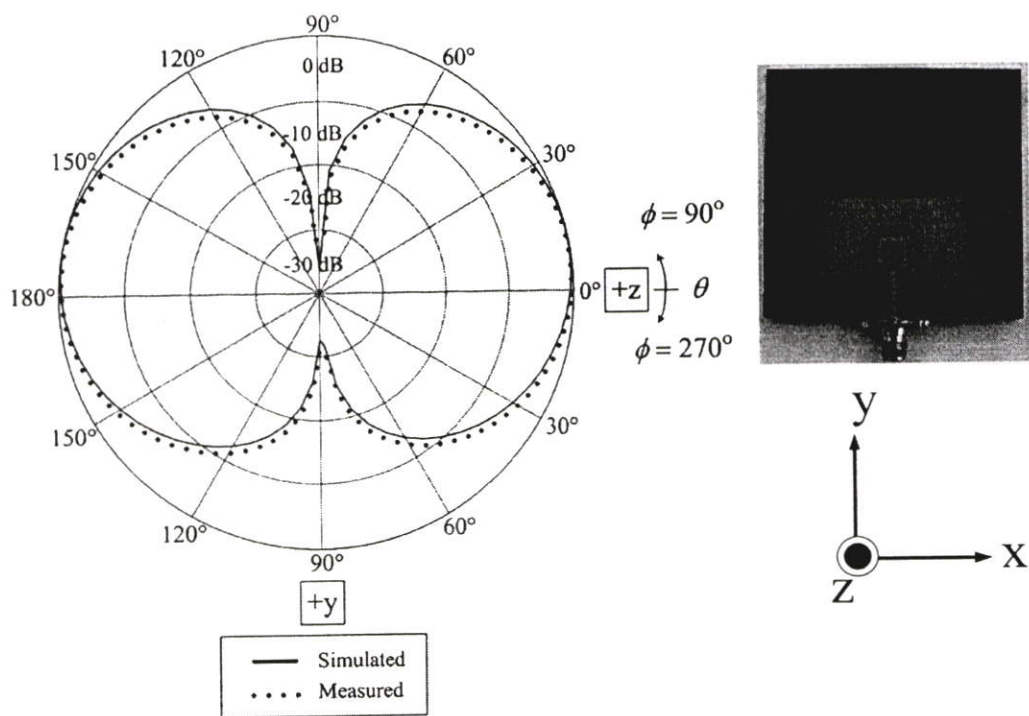 90°
120°
60°
0 dB
-10 dB
150°
30°
-20 dB
ϕ = 90°
-30 dB
180°
0°
+z
θ
ϕ = 270°
150°
30°
y
120°
60°
90°
x
z
+y
Simulated
Measured